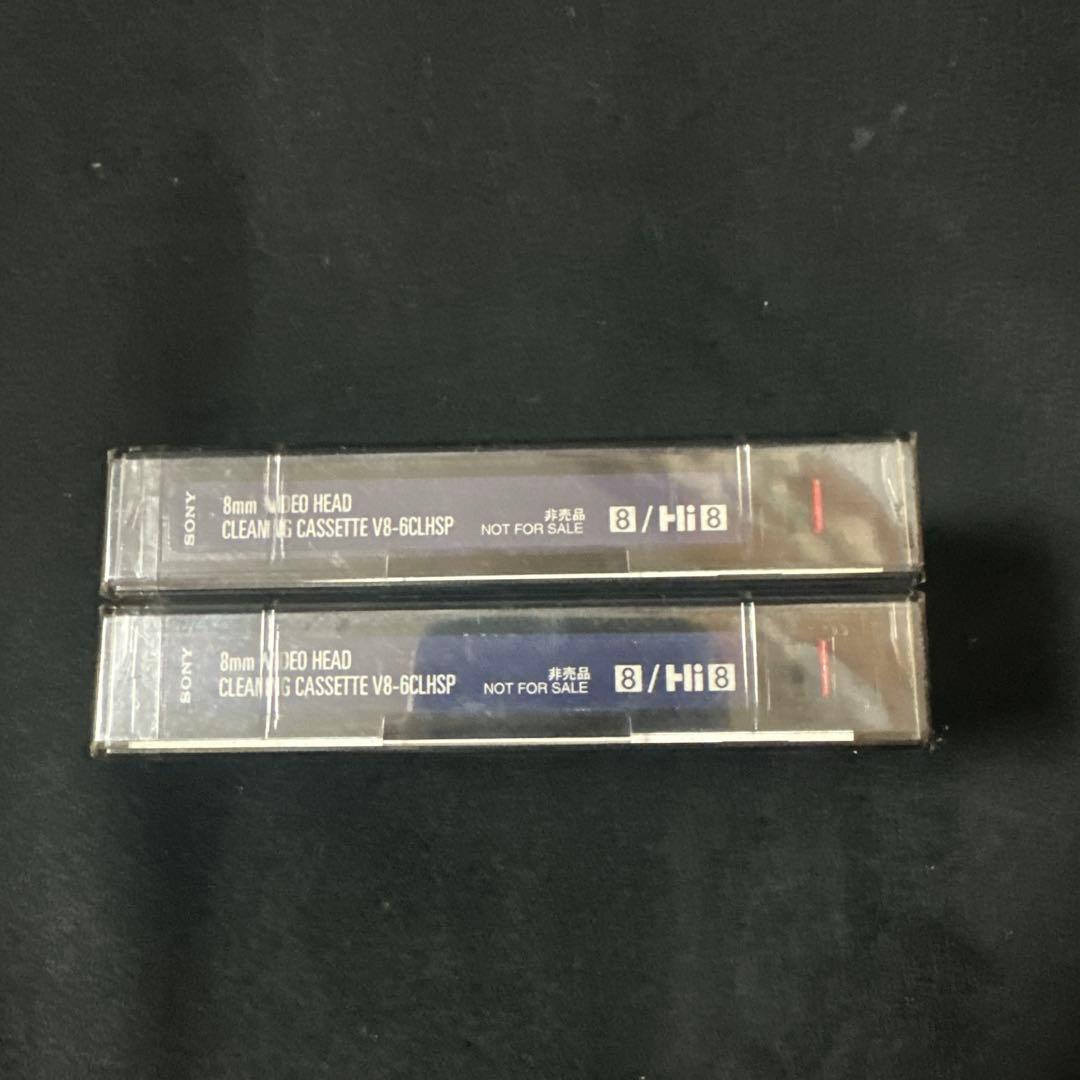 SONY
8mm VIDEO HEAD
CLEANING CASSETTE V8-6CLHSP
非売品
NOT FOR SALE
8/Hi8
SONY
8mm VIDEO HEAD
CLEANING CASSETTE V8-6CLHSP
非売品
NOT FOR SALE
8/Hi8